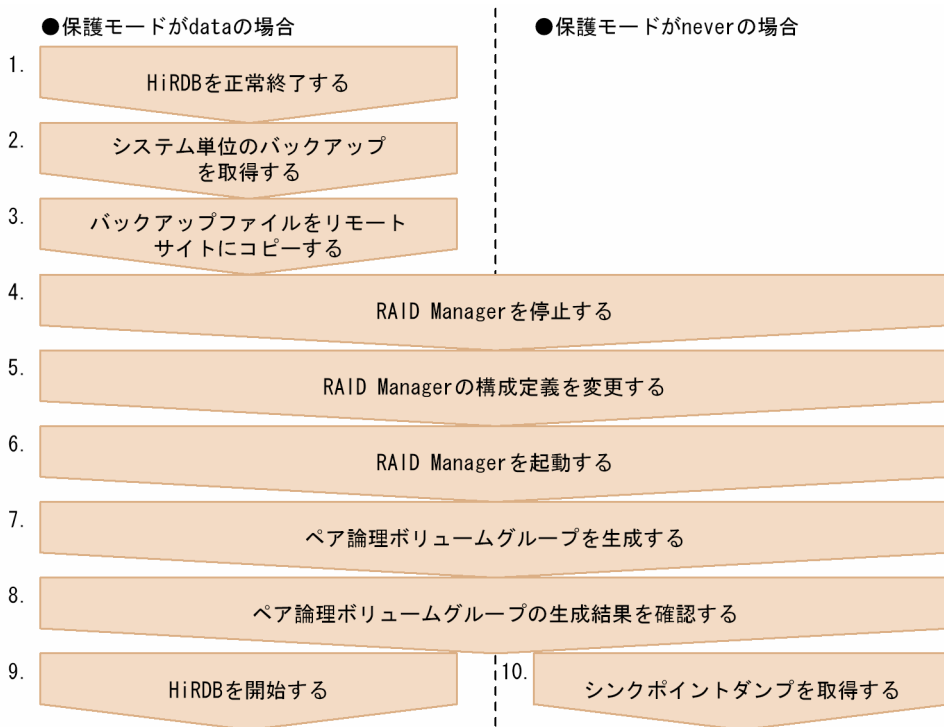 ●保護モードがdataの場合
●保護モードがneverの場合
1.
HiRDBを正常終了する
2.
システム単位のバックアップ
を取得する
3.
バックアップファイルをリモート
サイトにコピーする
4.
RAID Managerを停止する
5.
RAID Managerの構成定義を変更する
6.
RAID Managerを起動する
7.
ペア論理ボリュームグループを生成する
8.
ペア論理ボリュームグループの生成結果を確認する
9.
HiRDBを開始する
10.
シンクポイントダンプを取得する